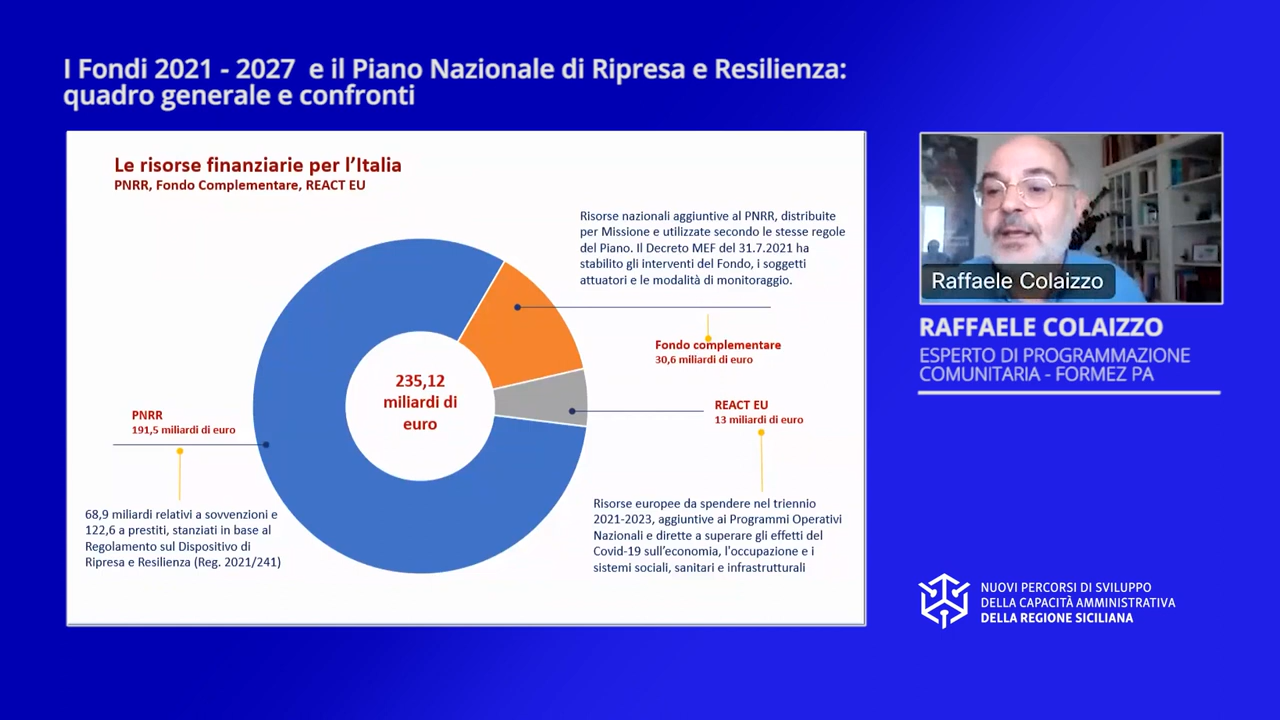 I Fondi 2021 - 2027 e il Piano Nazionale di Ripresa e Resilienza:
quadro generale e confronti
Le risorse finanziarie per l'Italia
PNRR, Fondo Complementare, REACT EU
Risorse nazionali aggiuntive al PNRR, distribuite
per Missione e utilizzate secondo le stesse regole
del Piano. Il Decreto MEF del 31.7.2021 ha
stabilito gli interventi del Fondo, i soggetti
attuatori e le modalità di monitoraggio.
Fondo complementare
30,6 miliardi di euro
235,12
miliardi di
euro
REACT EU
13 miliardi di euro
PNRR
191,5 miliardi di euro
68,9 miliardi relativi a sovvenzioni e
122,6 a prestiti, stanziati in base al
Regolamento sul Dispositivo di
Ripresa e Resilienza (Reg. 2021/241)
Risorse europee da spendere nel triennio
2021-2023, aggiuntive ai Programmi Operativi
Nazionali e dirette a superare gli effetti del
Covid-19 sull'economia, l'occupazione e i
sistemi sociali, sanitari e infrastrutturali
Raffaele Colaizzo
RAFFAELE COLAIZZO
ESPERTO DI PROGRAMMAZIONE
COMUNITARIA - FORMEZ PA
NUOVI PERCORSI DI SVILUPPO
DELLA CAPACITÀ AMMINISTRATIVA
DELLA REGIONE SICILIANA